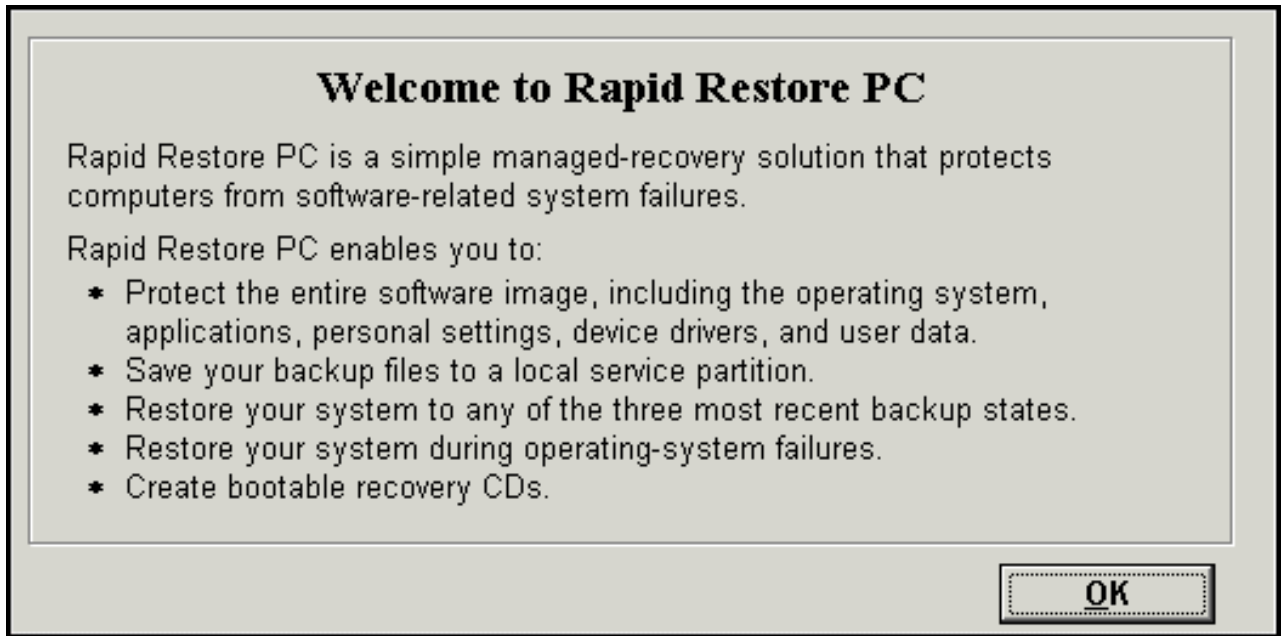 Welcome to Rapid Restore PC
Rapid Restore PC is a simple managed-recovery solution that protects
computers from software-related system failures.
Rapid Restore PC enables you to:
* Protect the entire software image, including the operating system,
applications, personal settings, device drivers, and user data.
* Save your backup files to a local service partition.
* Restore your system to any of the three most recent backup states.
* Restore your system during operating-system failures.
* Create bootable recovery CDs.
OK